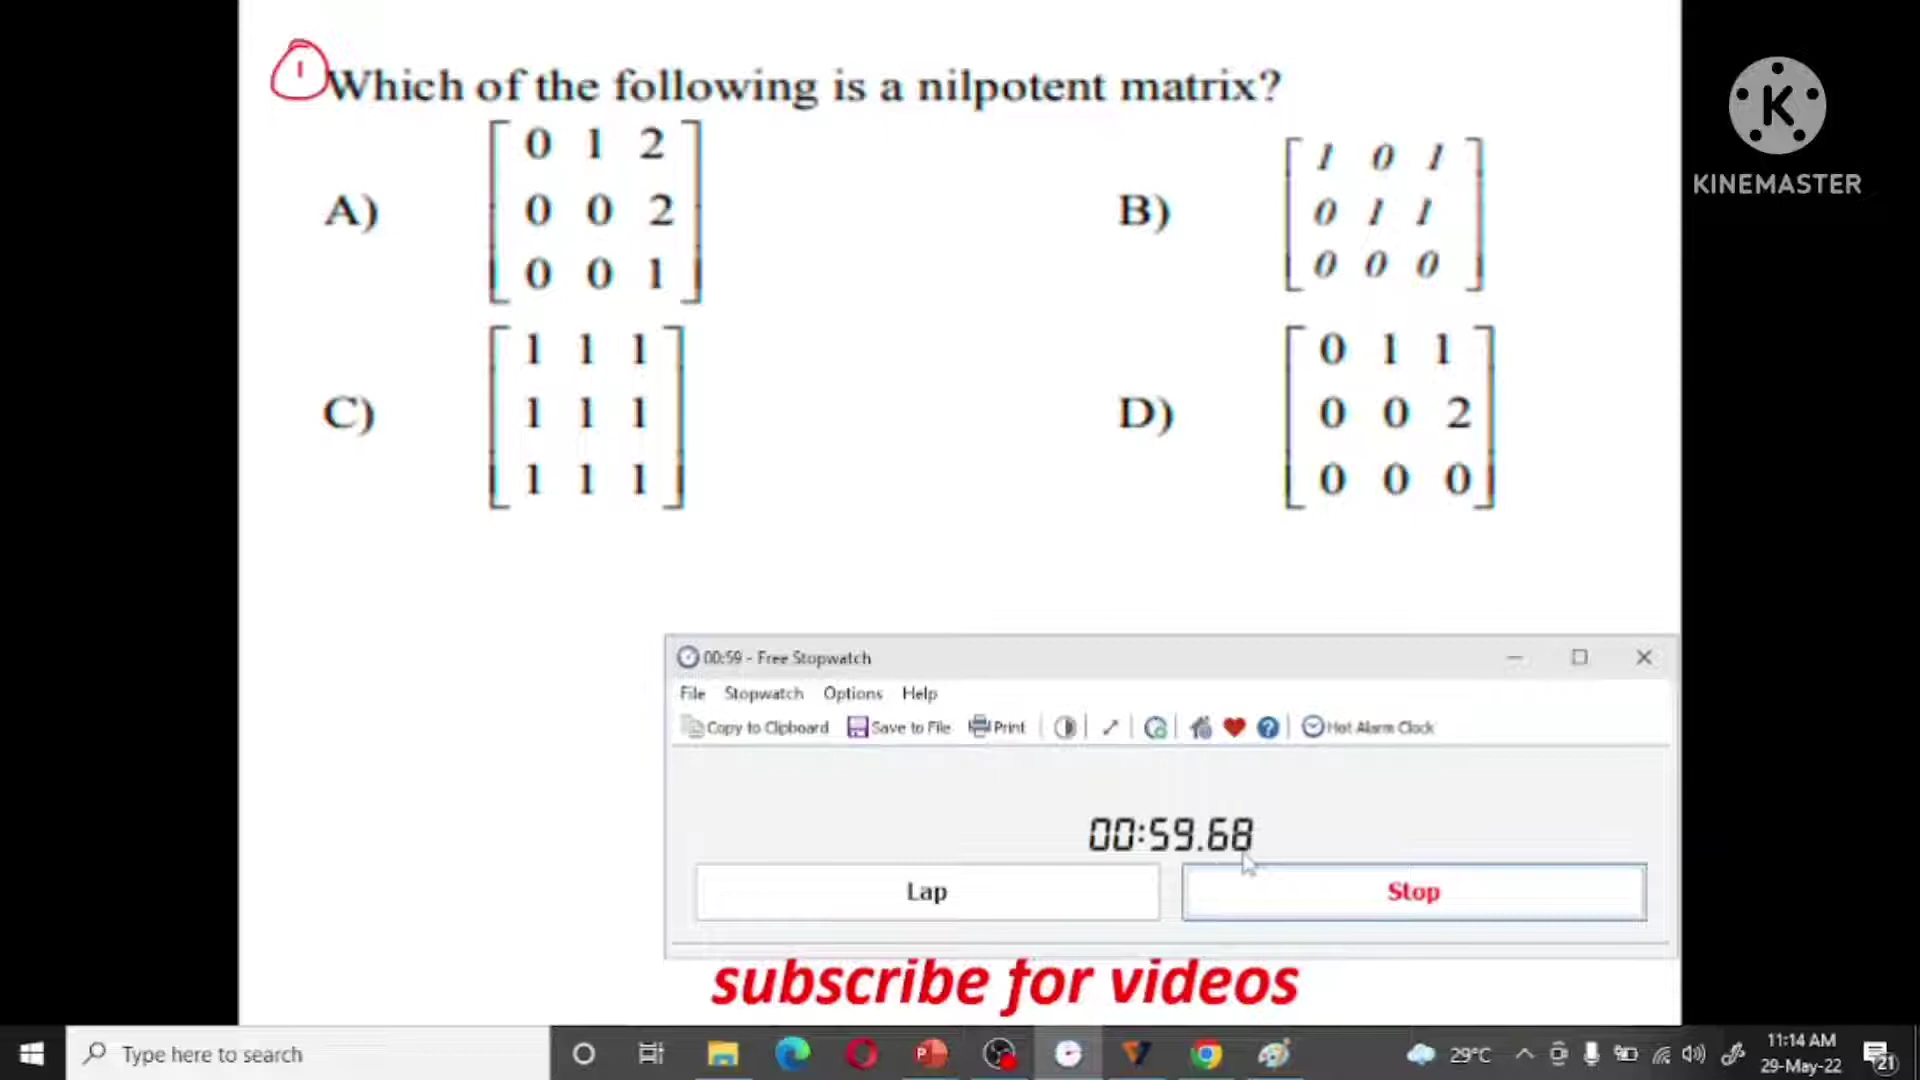 1
Which of the following is a nilpotent matrix?
A)
0 1 2
0 0 2
0 0 1
B)
1 0 1
0 1 1
0 0 0
C)
1 1 1
1 1 1
1 1 1
D)
0 1 1
0 0 2
0 0 0
K
KINEMASTER
00:59 - Free Stopwatch
File Stopwatch Options Help
Copy to Clipboard Save to File Print Hot Alarm Clock
00:59.68
Lap Stop
subscribe for videos
Type here to search
29°C
11:14 AM
29-May-22
21